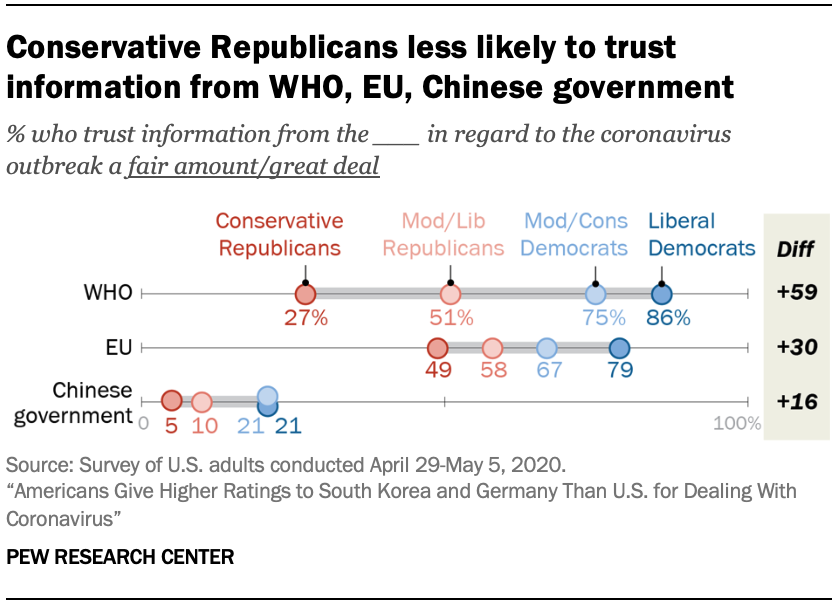 Conservative Republicans less likely to trust
information from WHO, EU, Chinese government
% who trust information from the ___ in regard to the coronavirus
outbreak a fair amount/great deal
Conservative Republicans
Mod/Lib Republicans
Mod/Cons Democrats
Liberal Democrats
Diff
WHO 27% 51% 75% 86% +59
EU 49 58 67 79 +30
Chinese government 5 10 21 21 +16
0 100%
Source: Survey of U.S. adults conducted April 29-May 5, 2020.
“Americans Give Higher Ratings to South Korea and Germany Than U.S. for Dealing With
Coronavirus”
PEW RESEARCH CENTER